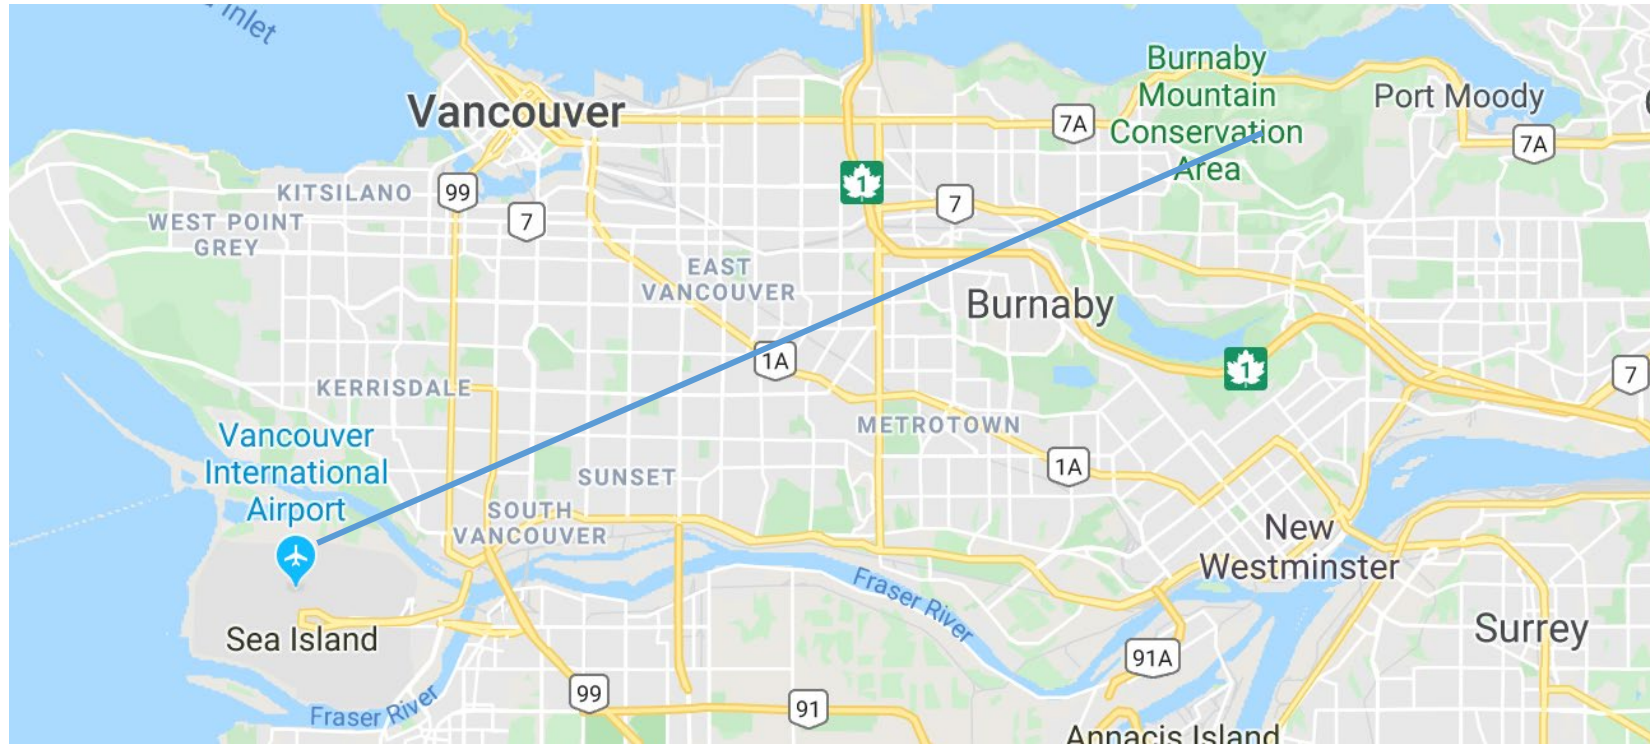 Inlet
Burnaby
Mountain
Conservation
Area
Port Moody
Vancouver
7A
7A
1
99
KITSILANO
7
7
WEST POINT
GREY
EAST
VANCOUVER
Burnaby
1A
1
7
KERRISDALE
METROTOWN
Vancouver
International
Airport
SUNSET
1A
SOUTH
VANCOUVER
New
Westminster
Fraser River
Sea Island
Surrey
91A
99
91
Fraser River
Annacis Island